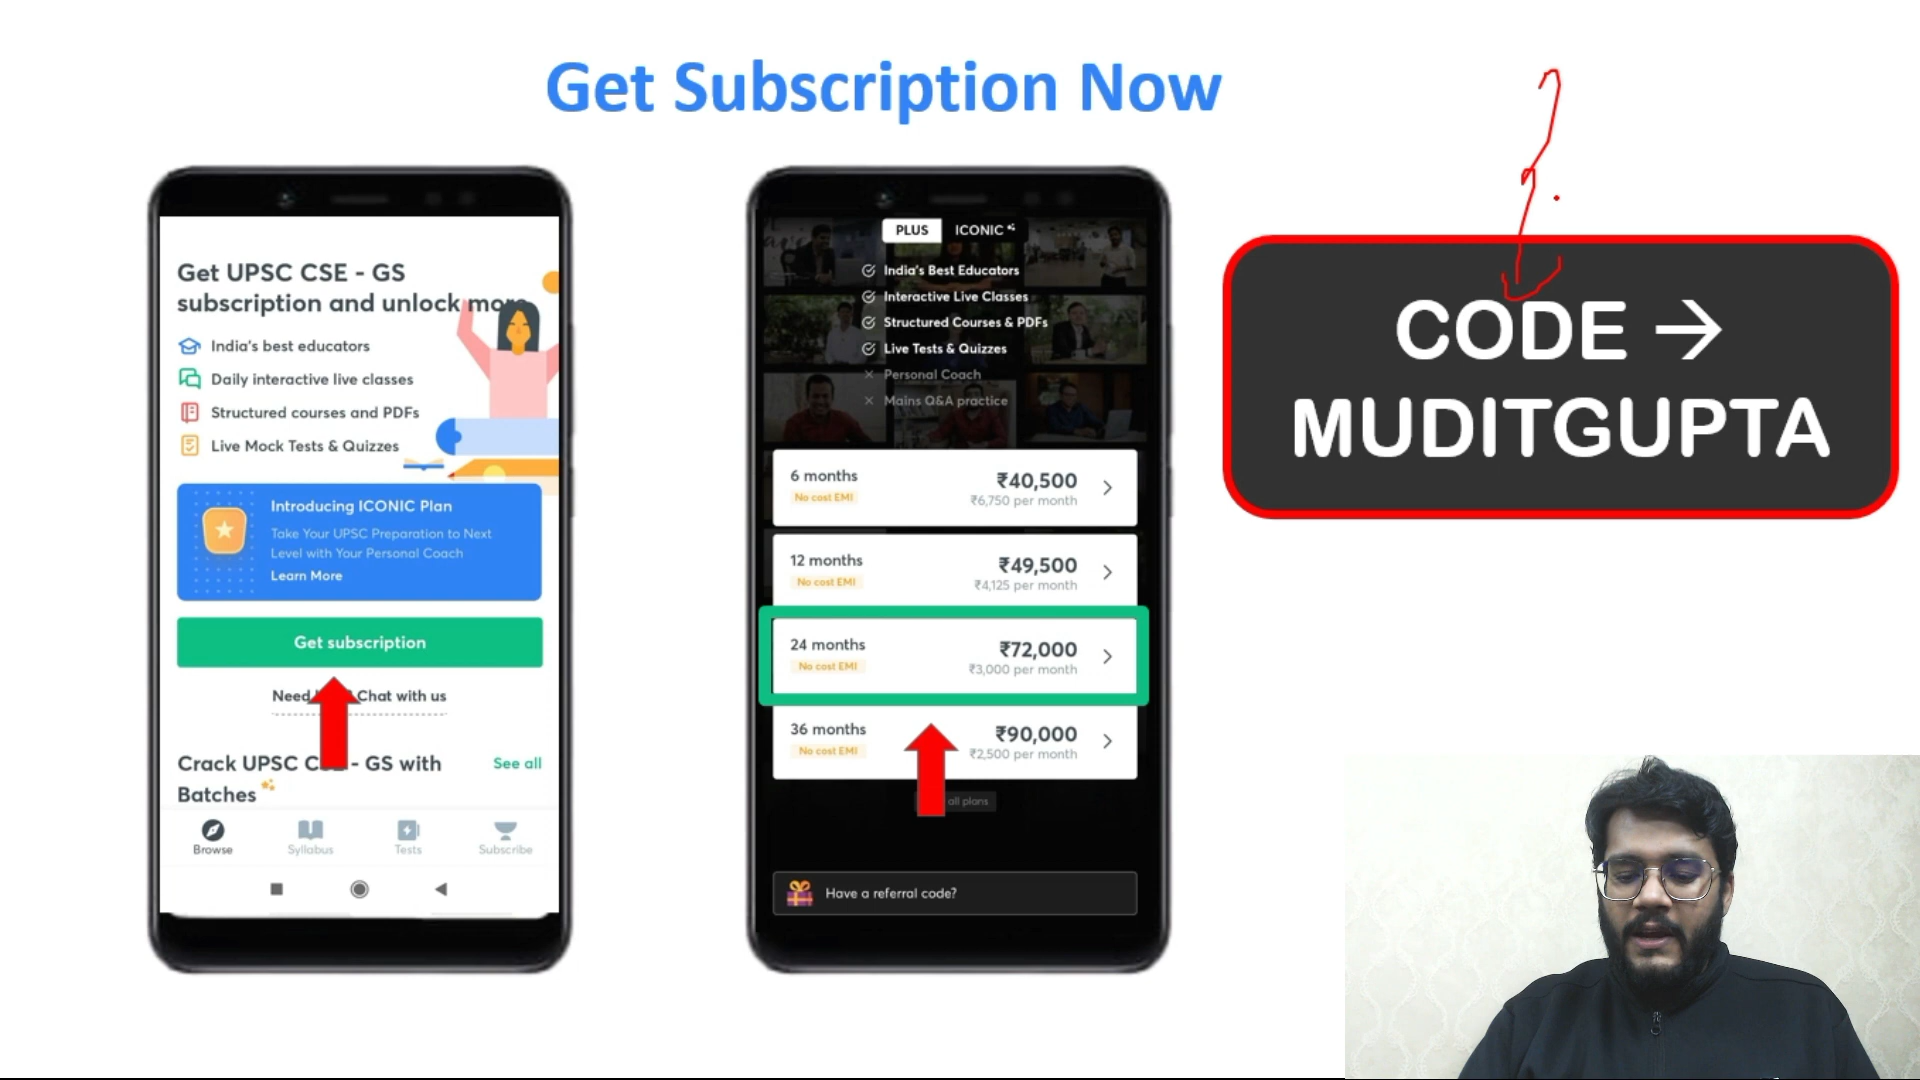 Get Subscription Now
Get UPSC CSE - GS
subscription and unlock more
India's best educators
Daily interactive live classes
Structured courses and PDFs
Live Mock Tests & Quizzes
Introducing ICONIC Plan
Take Your UPSC Preparation to Next
Level with Your Personal Coach
Learn More
Get subscription
Need Chat with us
Crack UPSC CSE - GS with
Batches
See all
Browse
Syllabus
Tests
Subscribe
PLUS ICONIC
India's Best Educators
Interactive Live Classes
Structured Courses & PDFs
Live Tests & Quizzes
Personal Coach
Mains Q&A practice
6 months
No cost EMI
₹40,500
₹6,750 per month
12 months
No cost EMI
₹49,500
₹4,125 per month
24 months
No cost EMI
₹72,000
₹3,000 per month
36 months
No cost EMI
₹90,000
₹2,500 per month
all plans
Have a referral code?
CODE →
MUDITGUPTA